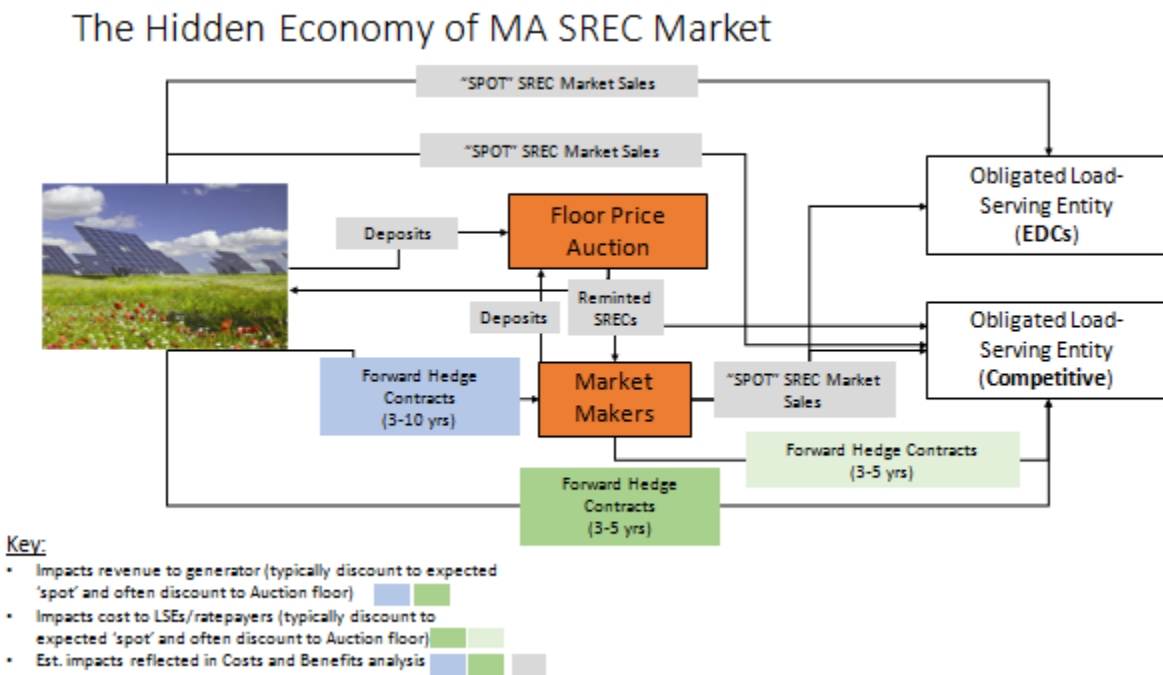 The Hidden Economy of MA SREC Market
"SPOT" SREC Market Sales
"SPOT" SREC Market Sales
Obligated Load-
Serving Entity
(EDCs)
Floor Price
Auction
Deposits
Reminted
SRECs
Deposits
Obligated Load-
Serving Entity
(Competitive)
Forward Hedge
Contracts
(3-10 yrs)
Market
Makers
"SPOT" SREC Market
Sales
Forward Hedge Contracts
(3-5 yrs)
Forward Hedge
Contracts
(3-5 yrs)
Key:
• Impacts revenue to generator (typically discount to expected
'spot' and often discount to Auction floor)
• Impacts cost to LSEs/ratepayers (typically discount to
expected 'spot' and often discount to Auction floor)
• Est. impacts reflected in Costs and Benefits analysis